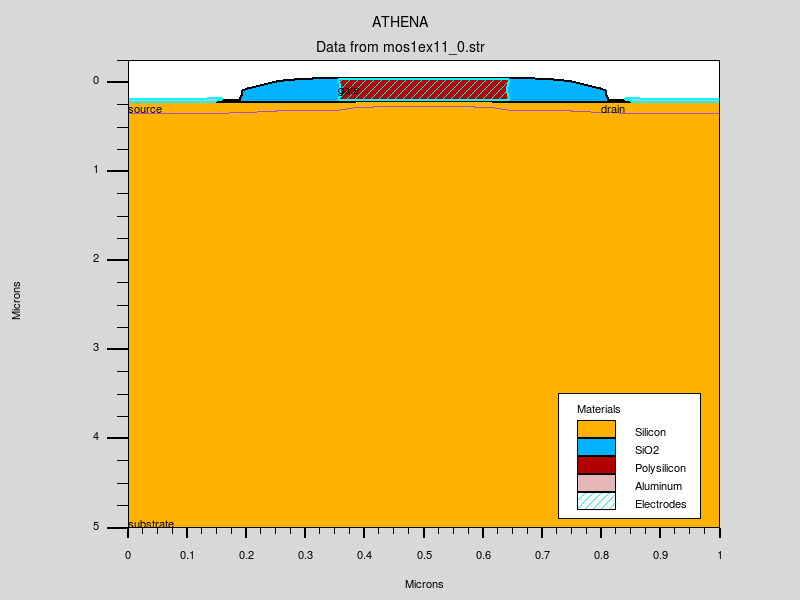 ATHENA
Data from mos1ex11_0.str
0
gate
source
drain
1
2
3
4
5
substrate
Microns
Materials
Silicon
SiO2
Polysilicon
Aluminum
Electrodes
0 0.1 0.2 0.3 0.4 0.5 0.6 0.7 0.8 0.9 1
Microns